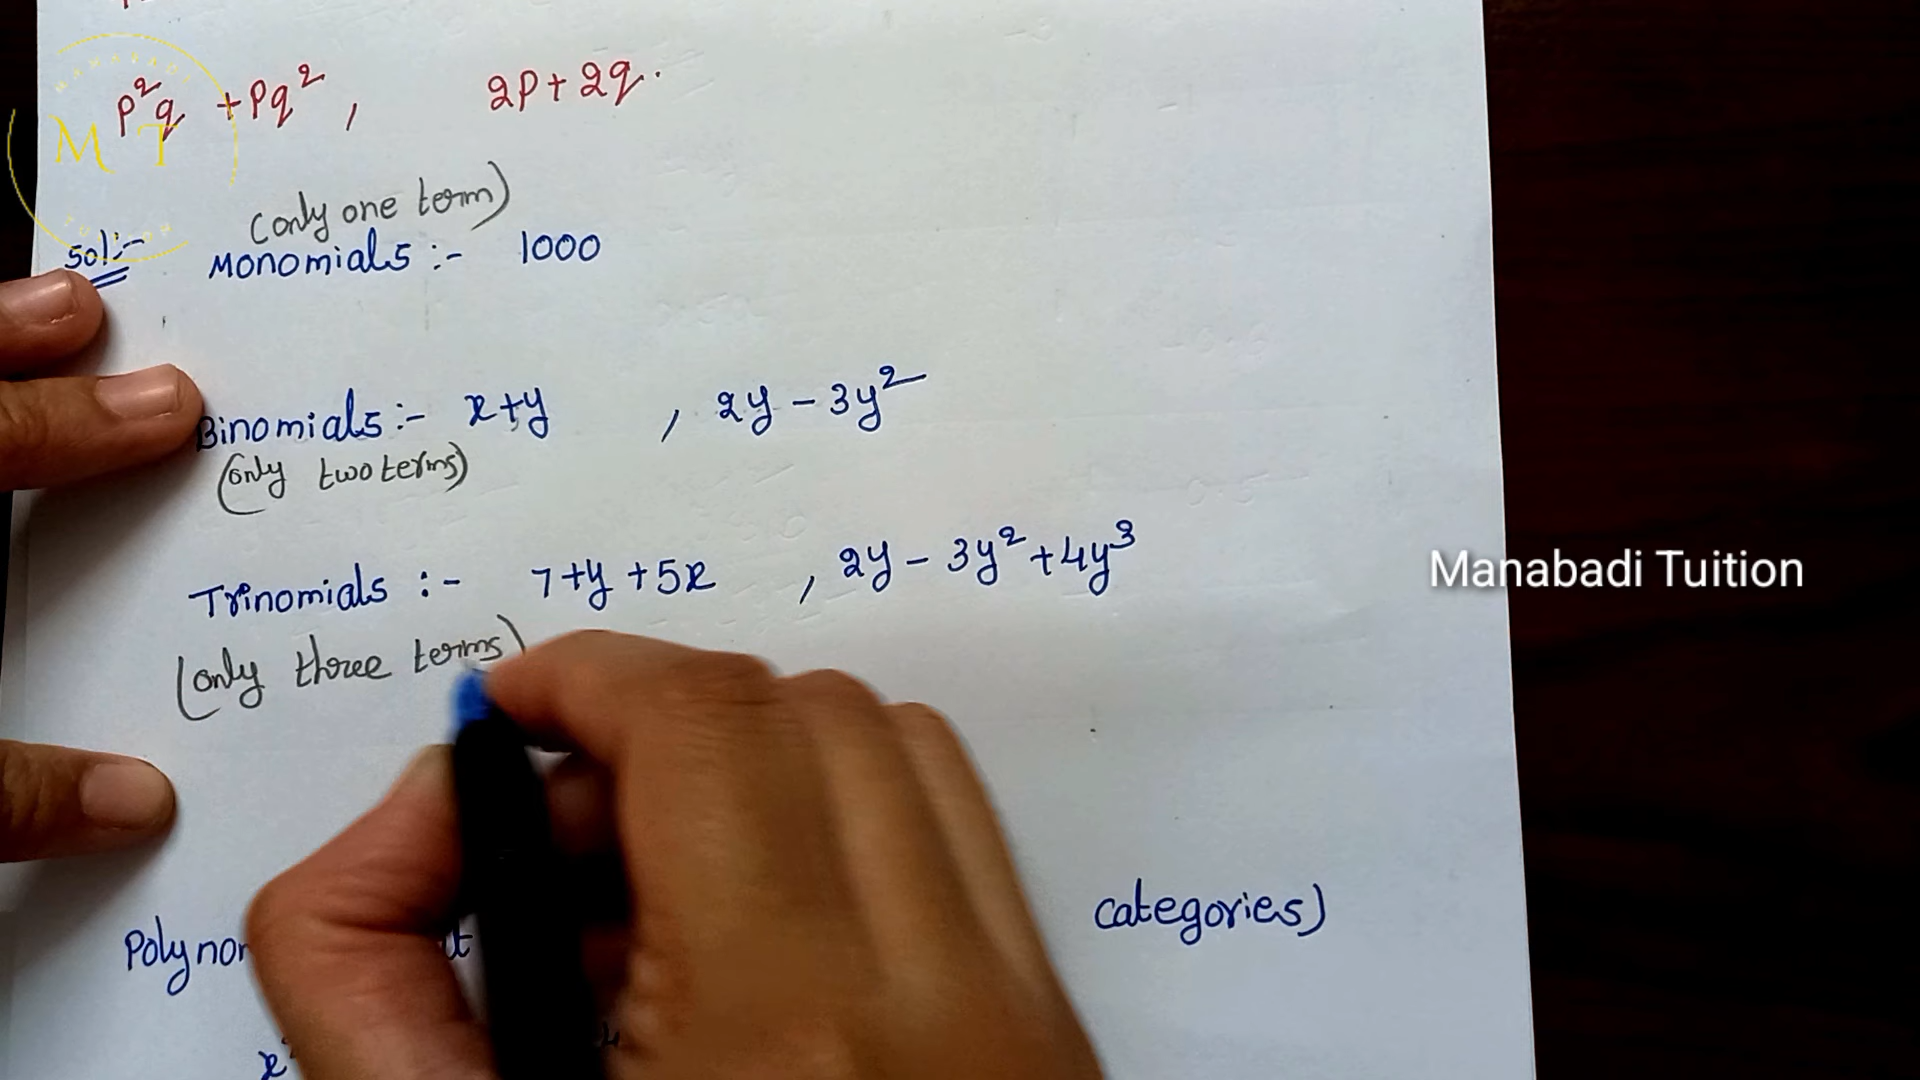 p²q + pq² , 2p + 2q.
M T
(only one term)
Sol:- Monomials :- 1000
Binomials :- x+y , 2y - 3y²
(only two terms)
Trinomials :- 7+y+5x , 2y - 3y² + 4y³
(only three terms)
Manabadi Tuition
categories)